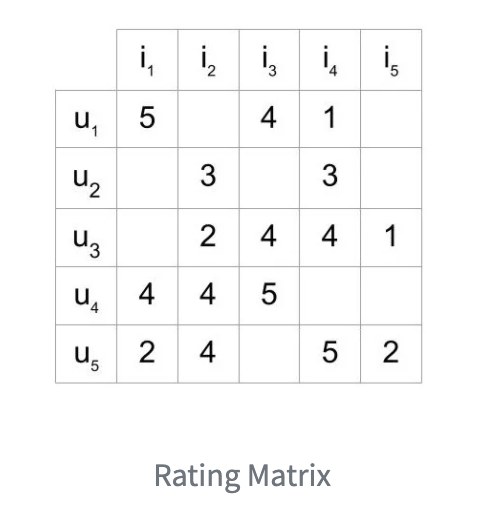 i₁ i₂ i₃ i₄ i₅
u₁ 5 4 1
u₂ 3 3
u₃ 2 4 4 1
u₄ 4 4 5
u₅ 2 4 5 2
Rating Matrix